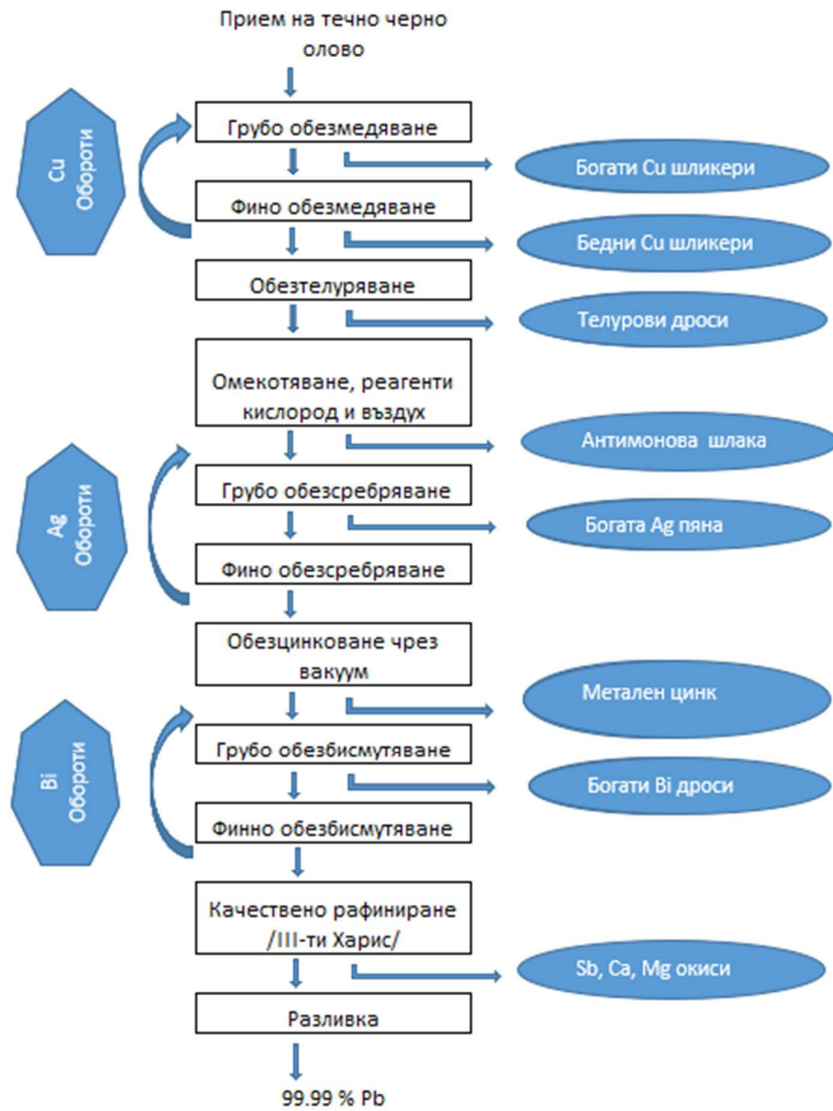 Прием на течно черно
олово
Cu
Обороти
Грубо обезмедяване
Богати Cu шликери
Фино обезмедяване
Бедни Cu шликери
Обезтелуряване
Телурови дроси
Омекотяване, реагенти
кислород и въздух
Антимонова шлака
Ag
Обороти
Грубо обезсребряване
Богата Ag пяна
Фино обезсребряване
Обезцинковане чрез
вакуум
Метален цинк
Bi
Обороти
Грубо обезбисмутяване
Богати Bi дроси
Финно обезбисмутяване
Качествено рафиниране
/III-ти Харис/
Sb, Ca, Mg окиси
Разливка
99.99 % Pb